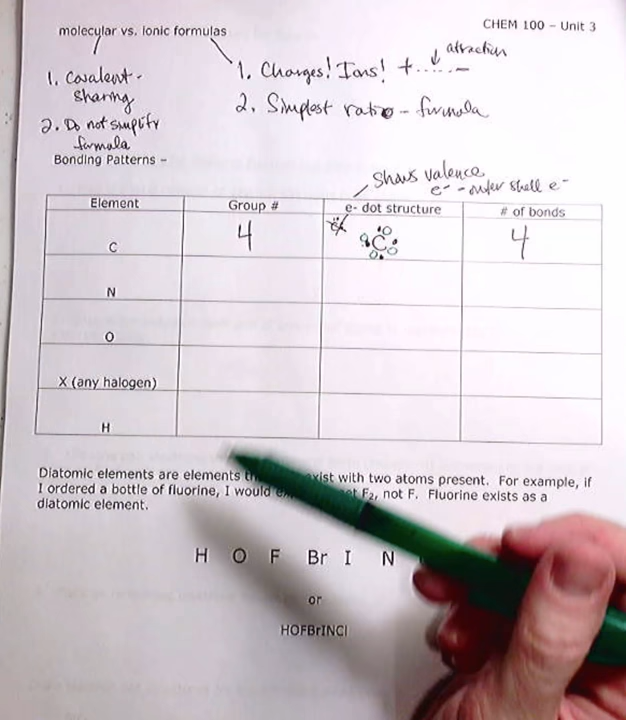 CHEM 100 – Unit 3
molecular vs. ionic formulas
attraction
1. Charges! Ions! + ...... –
1. Covalent -
sharing
2. Simplest ratio – formula
2. Do not simplify
formula
Bonding Patterns –
Shows valence
e- - outer shell e-
Element Group # e- dot structure # of bonds
C 4 C 4
N
O
X (any halogen)
H
Diatomic elements are elements exist with two atoms present. For example, if
I ordered a bottle of fluorine, I would F₂, not F. Fluorine exists as a
diatomic element.
H O F Br I N
or
HOFBrINCl